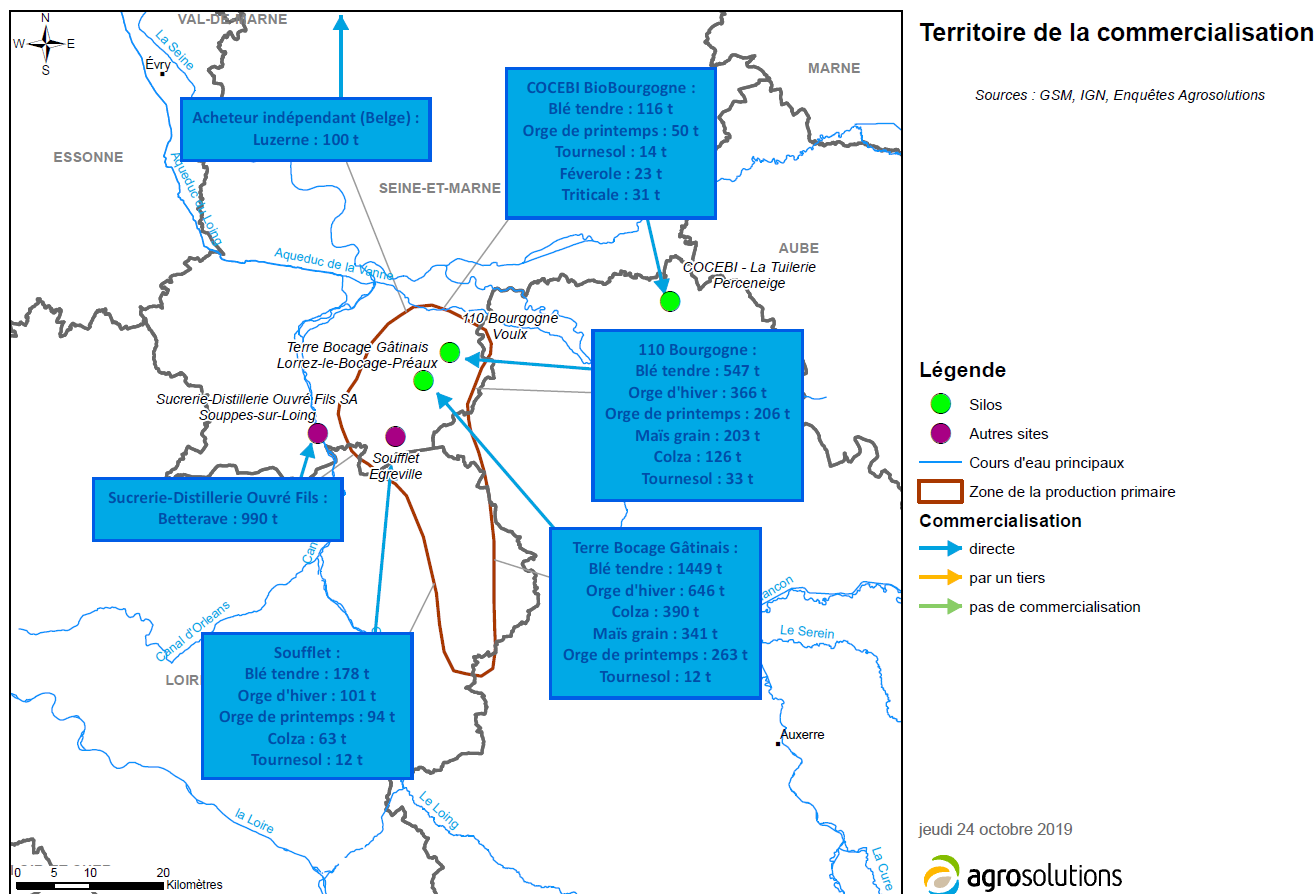 Territoire de la commercialisation
Sources : GSM, IGN, Enquêtes Agrosolutions
N
W
E
S
VAL-DE-MARNE
La Seine
Évry
MARNE
ESSONNE
SEINE-ET-MARNE
AUBE
Acheteur indépendant (Belge) :
Luzerne : 100 t
COCEBI BioBourgogne :
Blé tendre : 116 t
Orge de printemps : 50 t
Tournesol : 14 t
Féverole : 23 t
Triticale : 31 t
Aqueduc du Loing
Aqueduc de la Vanne
COCEBI - La Tuilerie
Perceneige
110 Bourgogne
Voulx
Terre Bocage Gâtinais
Lorrez-le-Bocage-Préaux
Sucrerie-Distillerie Ouvré Fils SA
Souppes-sur-Loing
Soufflet
Egreville
110 Bourgogne :
Blé tendre : 547 t
Orge d'hiver : 366 t
Orge de printemps : 206 t
Maïs grain : 203 t
Colza : 126 t
Tournesol : 33 t
Sucrerie-Distillerie Ouvré Fils :
Betterave : 990 t
Terre Bocage Gâtinais :
Blé tendre : 1449 t
Orge d'hiver : 646 t
Colza : 390 t
Maïs grain : 341 t
Orge de printemps : 263 t
Tournesol : 12 t
Canal d'Orleans
Le Serein
Soufflet :
Blé tendre : 178 t
Orge d'hiver : 101 t
Orge de printemps : 94 t
Colza : 63 t
Tournesol : 12 t
Auxerre
la Loire
Le Loing
La Cure
0 5 10 20
Kilomètres
Légende
Silos
Autres sites
Cours d'eau principaux
Zone de la production primaire
Commercialisation
directe
par un tiers
pas de commercialisation
jeudi 24 octobre 2019
agrosolutions